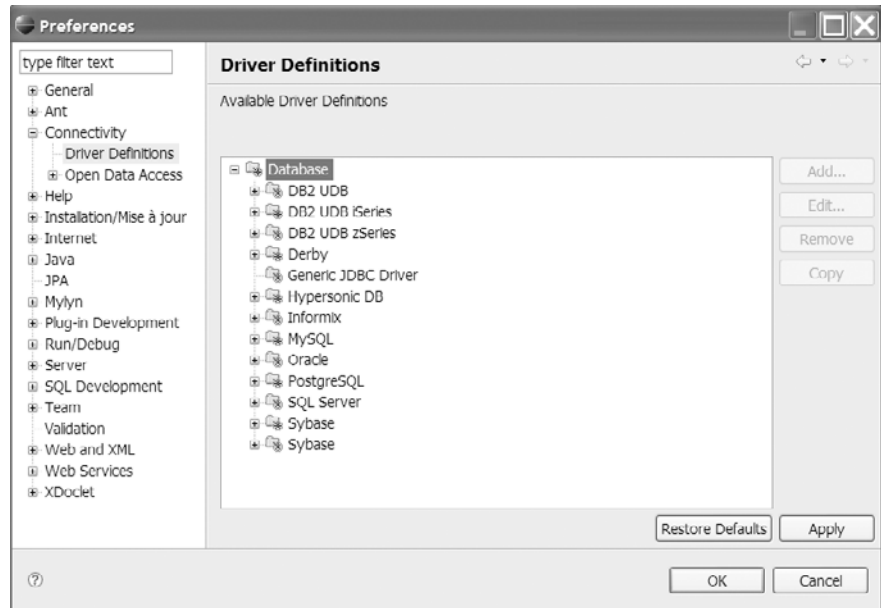 Preferences
type filter text
General
Ant
Connectivity
Driver Definitions
Open Data Access
Help
Installation/Mise à jour
Internet
Java
JPA
Mylyn
Plug-in Development
Run/Debug
Server
SQL Development
Team
Validation
Web and XML
Web Services
XDoclet
Driver Definitions
Available Driver Definitions
Database
DB2 UDB
DB2 UDB iSeries
DB2 UDB zSeries
Derby
Generic JDBC Driver
Hypersonic DB
Informix
MySQL
Oracle
PostgreSQL
SQL Server
Sybase
Sybase
Add...
Edit...
Remove
Copy
Restore Defaults
Apply
OK
Cancel